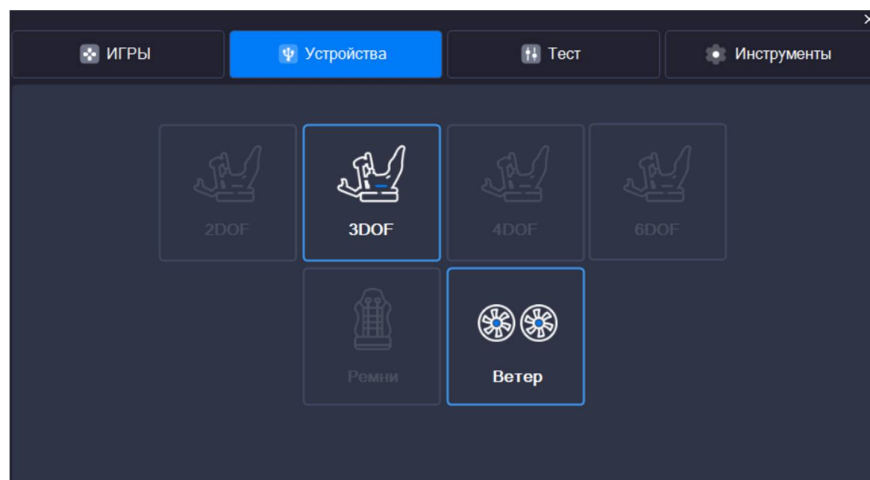 ИГРЫ
Устройства
Тест
Инструменты
2DOF
3DOF
4DOF
6DOF
Ремни
Ветер